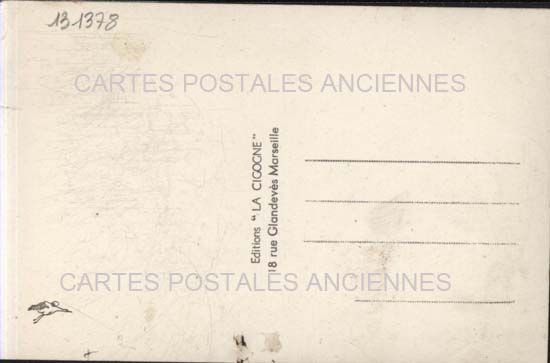 131378
CARTES POSTALES ANCIENNES
Editions " LA CIGOGNE "
18 rue Glandevès Marseille
CARTES POSTALES ANCIENNES